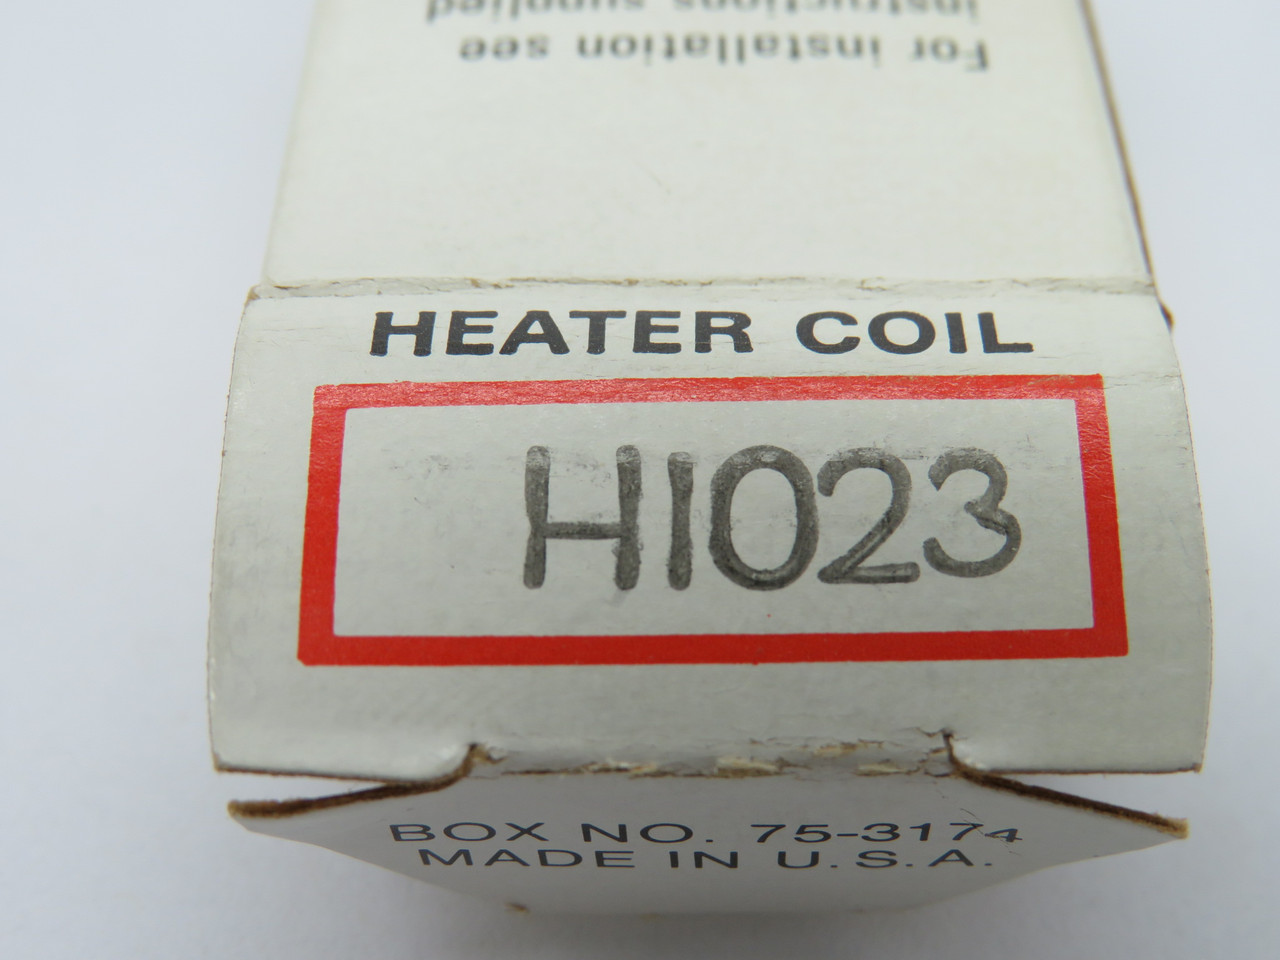 For installation see
instructions supplied
HEATER COIL
H1023
BOX NO. 75-3174
MADE IN U.S.A.